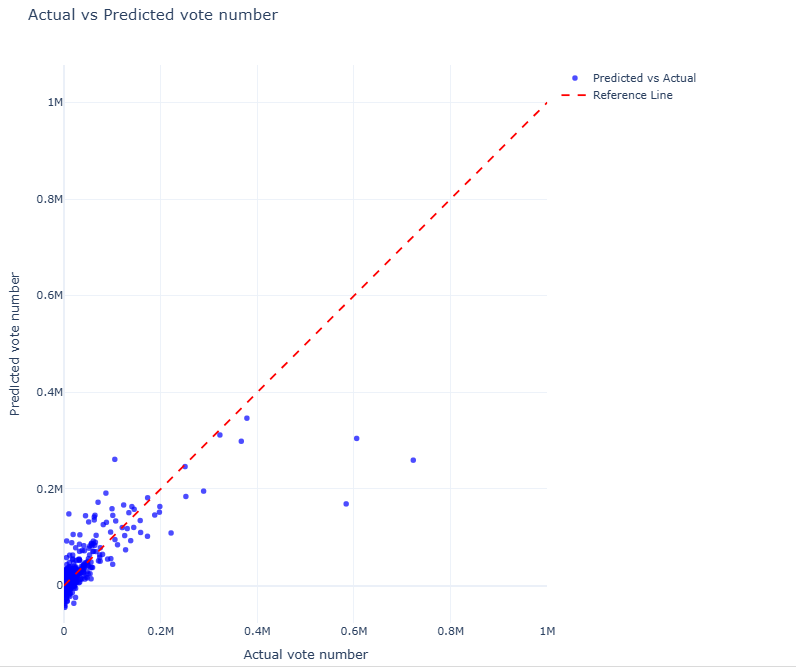 Actual vs Predicted vote number
Predicted vs Actual
Reference Line
1M
0.8M
0.6M
0.4M
0.2M
0
Predicted vote number
0
0.2M
0.4M
0.6M
0.8M
1M
Actual vote number